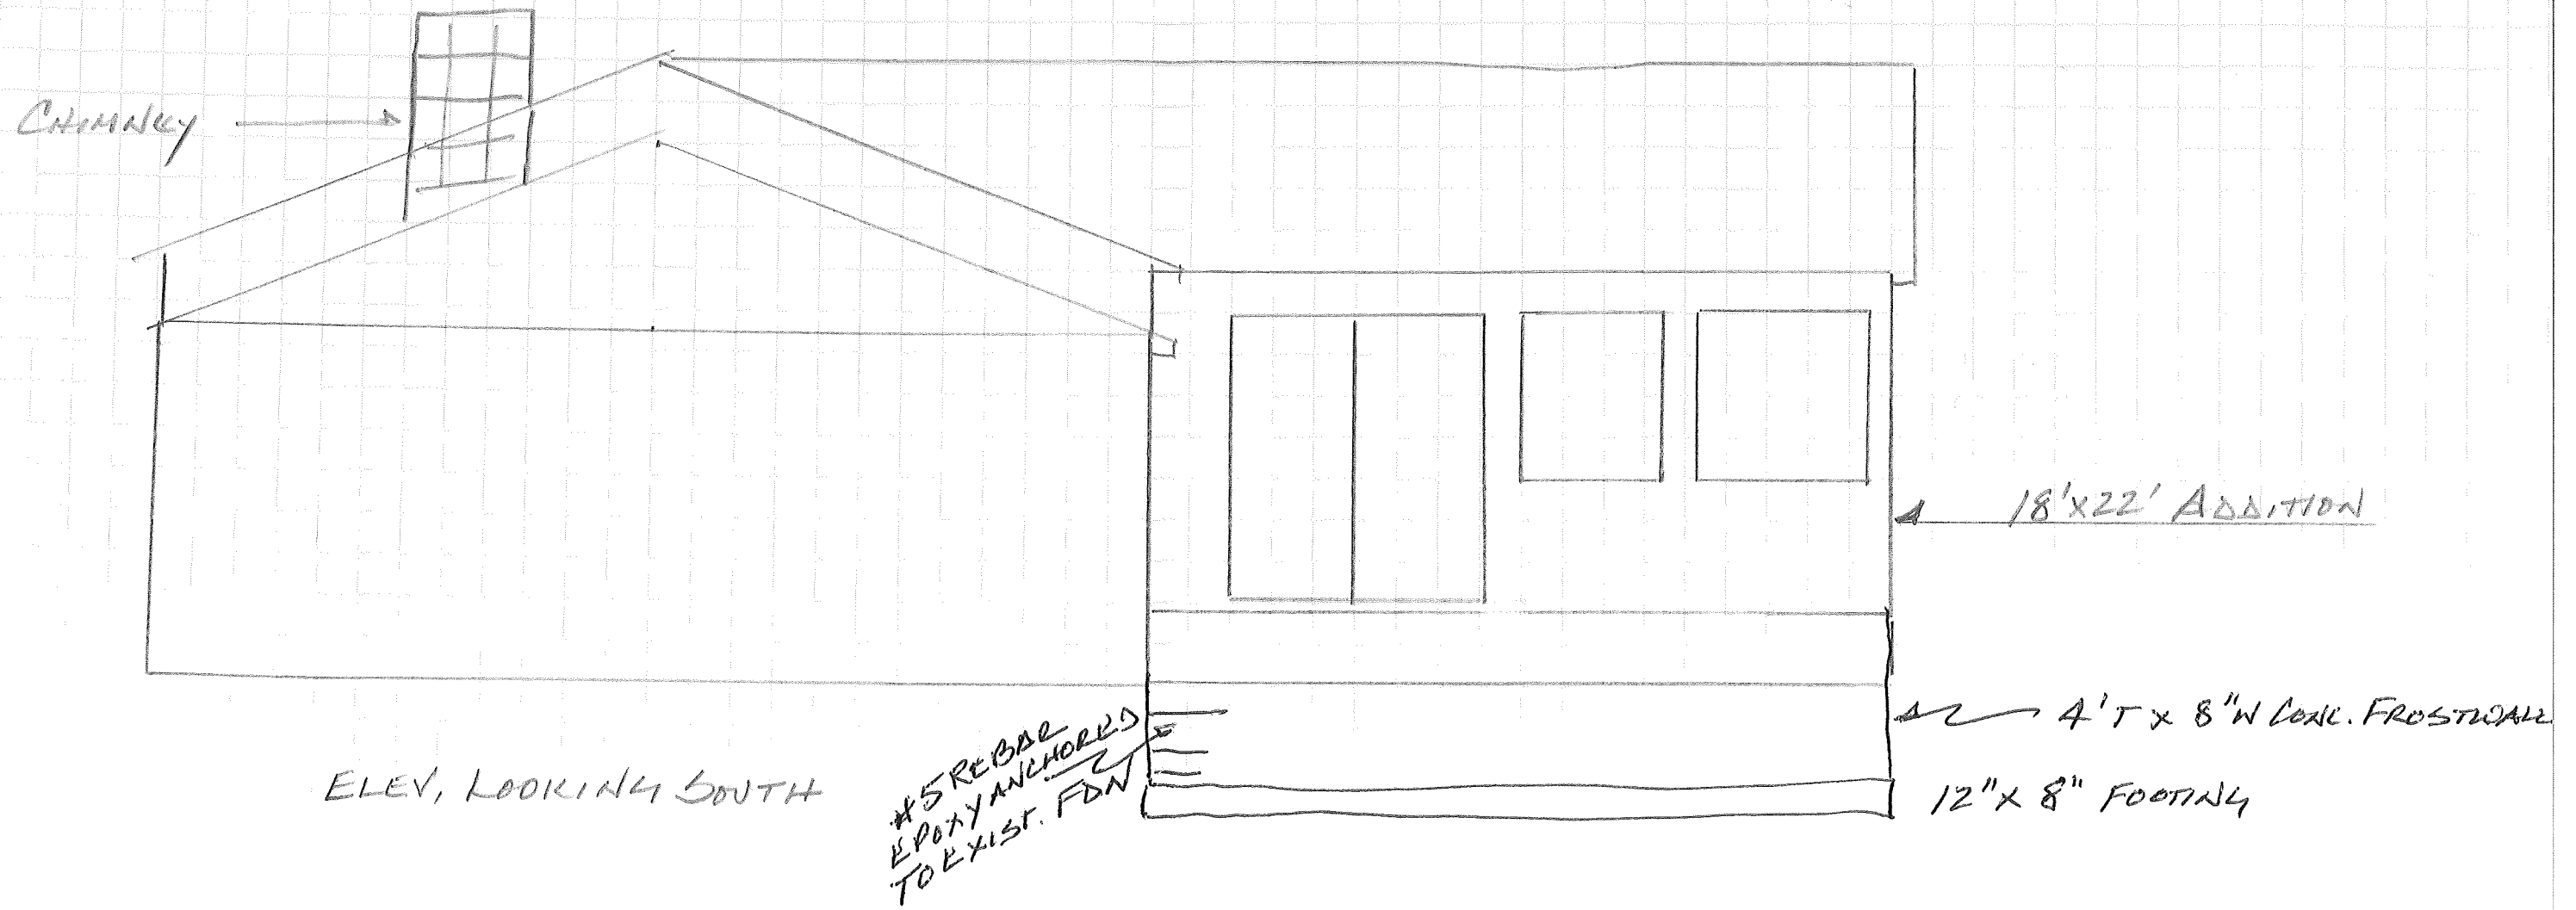 CHIMNEY
18'X22' ADDITION
4'T X 8"W CONC. FROSTWALL
12"X 8" FOOTING
#5 REBAR
EPOXY ANCHORED
TO EXIST. FDN
ELEV, LOOKING SOUTH